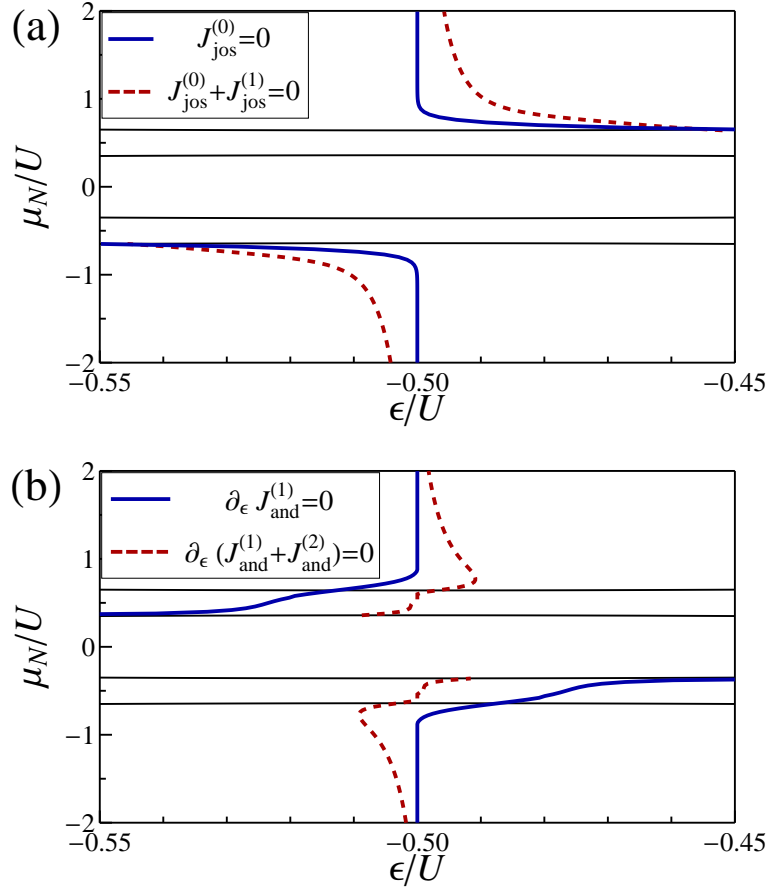 (a)
J_jos^(0)=0
J_jos^(0)+J_jos^(1)=0
2
1
0
−1
−2
μ_N/U
−0.55
−0.50
−0.45
ϵ/U
(b)
∂_ϵ J_and^(1)=0
∂_ϵ (J_and^(1)+J_and^(2))=0
2
1
0
−1
−2
μ_N/U
−0.55
−0.50
−0.45
ϵ/U